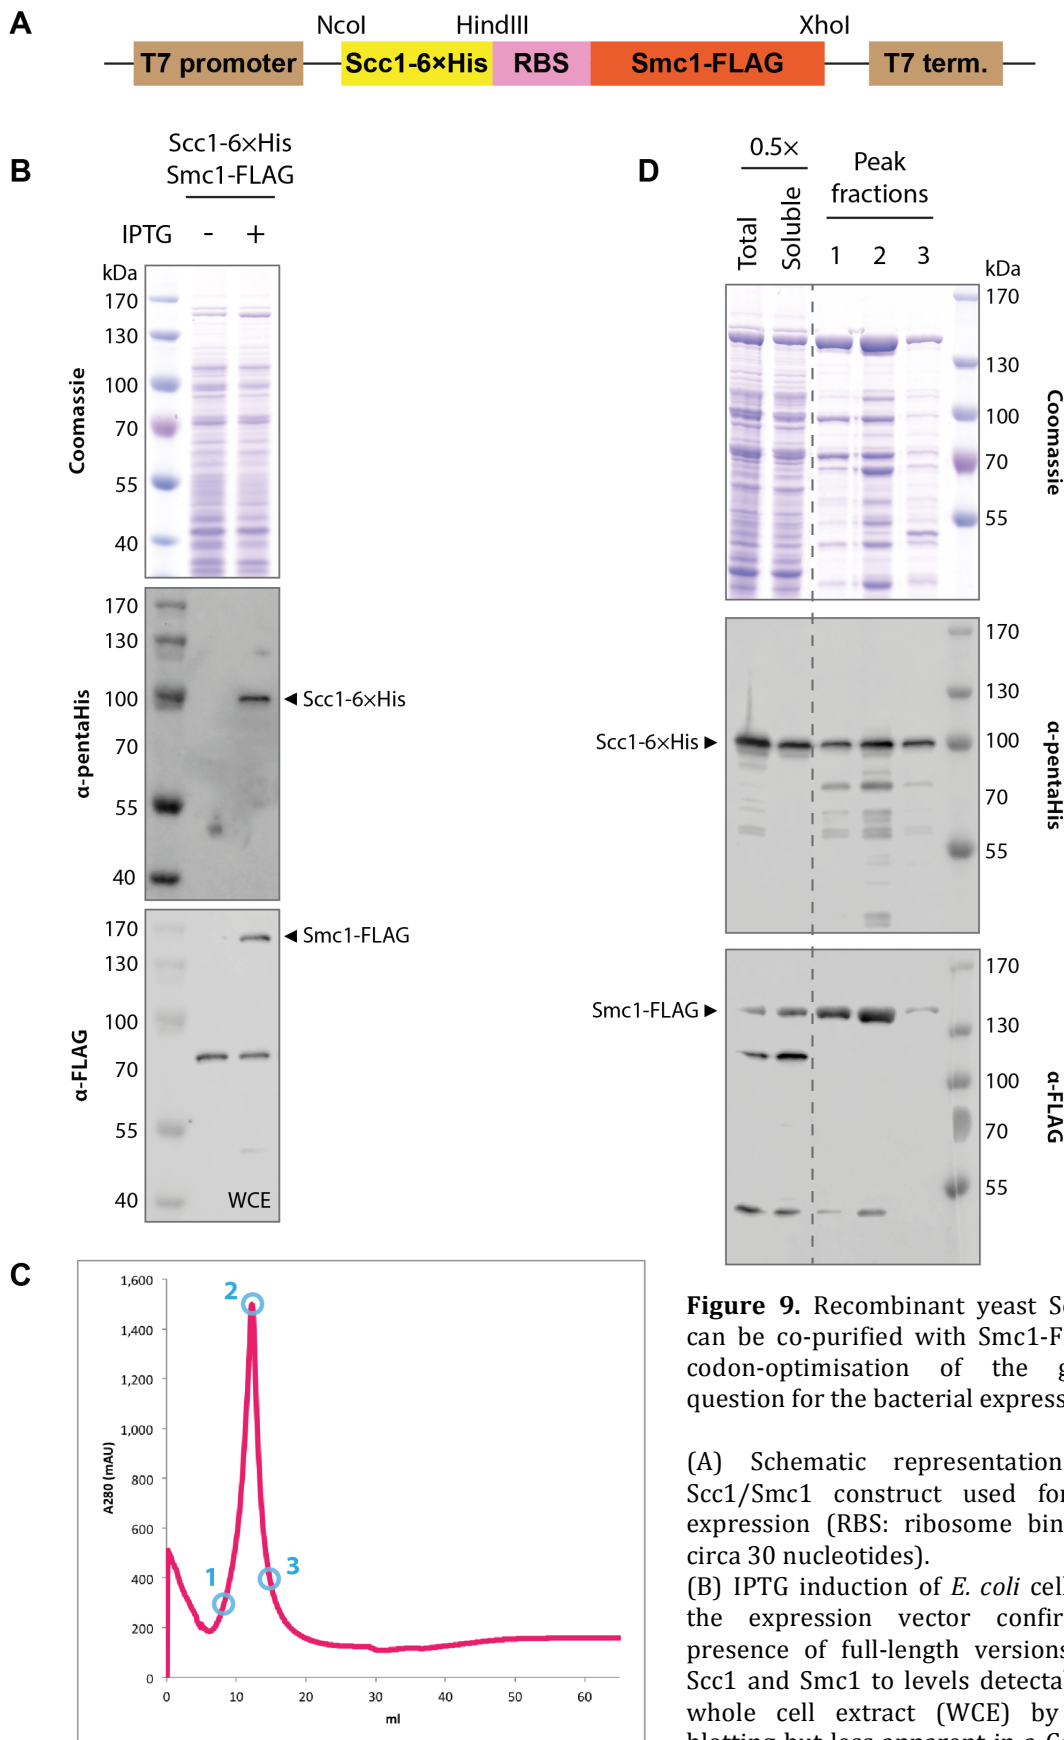 A
NcoI HindIII XhoI
T7 promoter Scc1-6×His RBS Smc1-FLAG T7 term.
B
Scc1-6×His
Smc1-FLAG
IPTG - +
kDa
170
130
100
70
55
40
Coomassie
170
130
100
70
55
40
α-pentaHis
◄ Scc1-6×His
170
130
100
70
55
40
α-FLAG
◄ Smc1-FLAG
WCE
D
0.5×
Total
Soluble
Peak
fractions
1 2 3
kDa
170
130
100
70
55
Coomassie
Scc1-6×His ►
170
130
100
70
55
α-pentaHis
Smc1-FLAG ►
170
130
100
70
55
α-FLAG
C
1,600
1,400
1,200
1,000
800
600
400
200
0
A280 (mAU)
1
2
3
0 10 20 30 40 50 60
ml
Figure 9. Recombinant yeast
can be co-purified with
codon-optimisation of the
question for the bacterial
(A) Schematic representation
Scc1/Smc1 construct used for
expression (RBS: ribosome
circa 30 nucleotides).
(B) IPTG induction of E. coli
the expression vector
presence of full-length versions
Scc1 and Smc1 to levels
whole cell extract (WCE) by